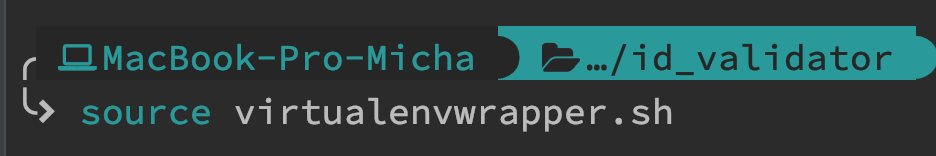 MacBook-Pro-Micha …/id_validator
source virtualenvwrapper.sh